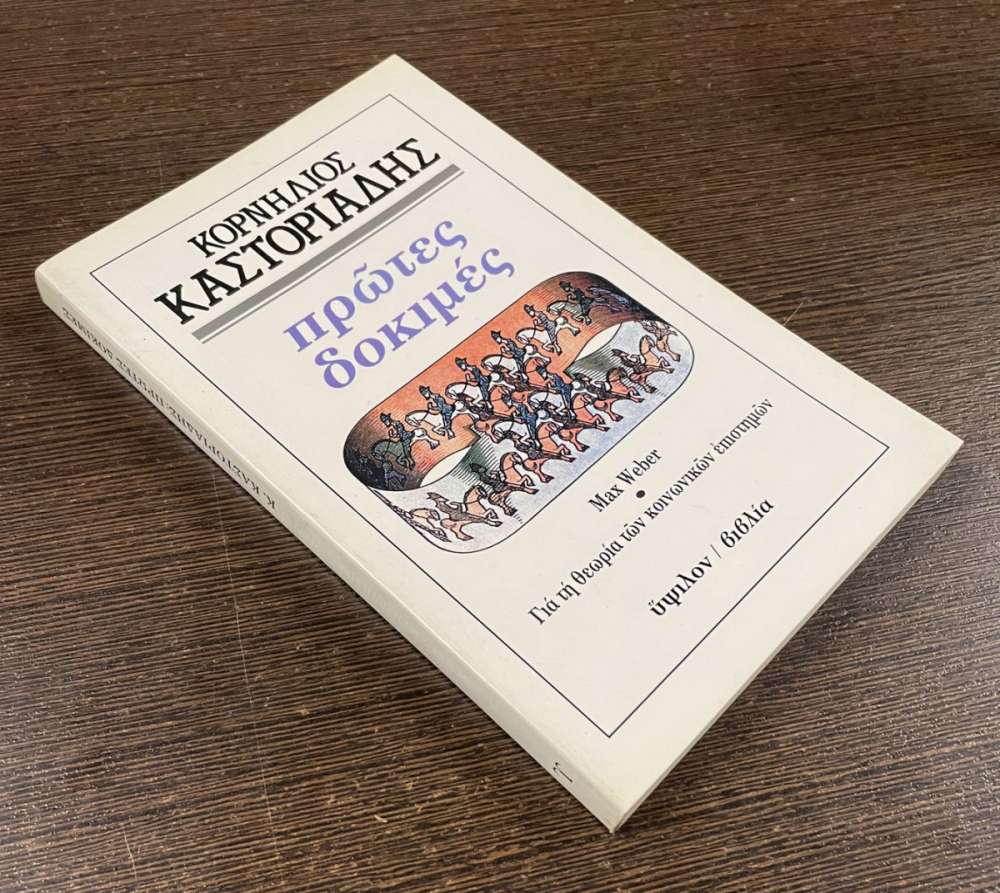 ΚΟΡΝΗΛΙΟΣ
ΚΑΣΤΟΡΙΑΔΗΣ
πρῶτες
δοκιμές
Max Weber
•
Γιά τή θεωρία τῶν κοινωνικῶν ἐπιστημῶν
ὕψιλον / βιβλία
Κ. ΚΑΣΤΟΡΙΑΔΗΣ: ΠΡΩΤΕΣ ΔΟΚΙΜΕΣ